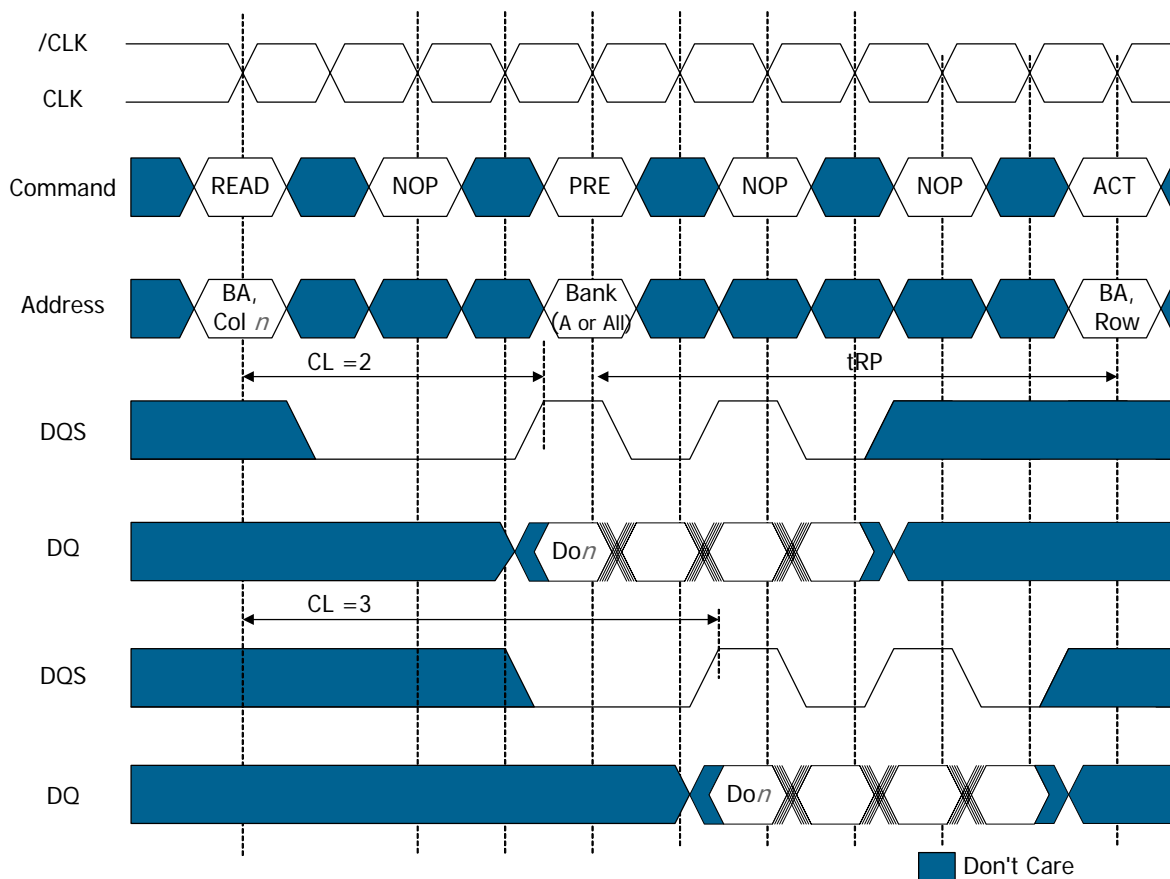 /CLK
CLK
Command
READ
NOP
PRE
NOP
NOP
ACT
Address
BA,
Col n
Bank
(A or All)
BA,
Row
CL =2
tRP
DQS
DQ
Don
CL =3
DQS
DQ
Don
Don't Care